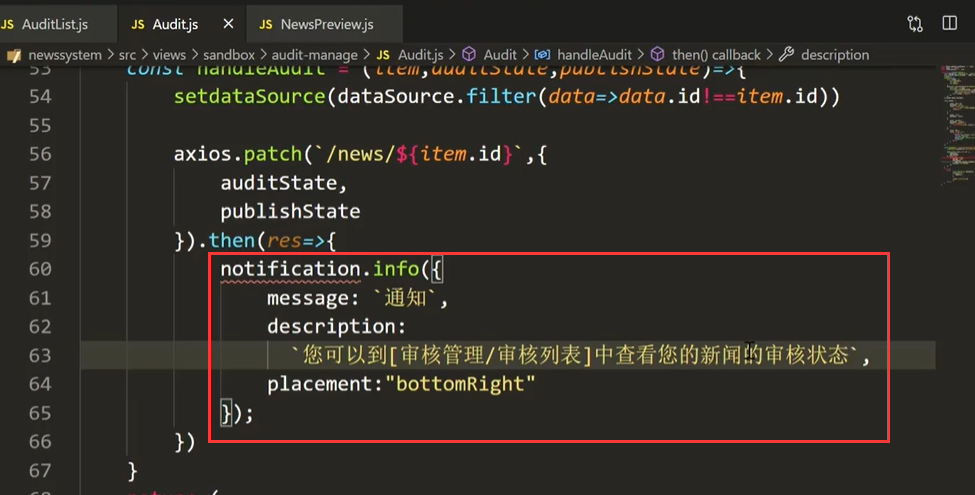 JS AuditList.js
JS Audit.js ×
JS NewsPreview.js
newssystem > src > views > sandbox > audit-manage > JS Audit.js > Audit > handleAudit > then() callback > description
53 const handleAudit = (item,auditState,publishState)=>{
54 setdataSource(dataSource.filter(data=>data.id!==item.id))
55
56 axios.patch(`/news/${item.id}`,{
57 auditState,
58 publishState
59 }).then(res=>{
60 notification.info({
61 message: `通知`,
62 description:
63 `您可以到[审核管理/审核列表]中查看您的新闻的审核状态`,
64 placement:"bottomRight"
65 });
66 })
67 }
68 return (